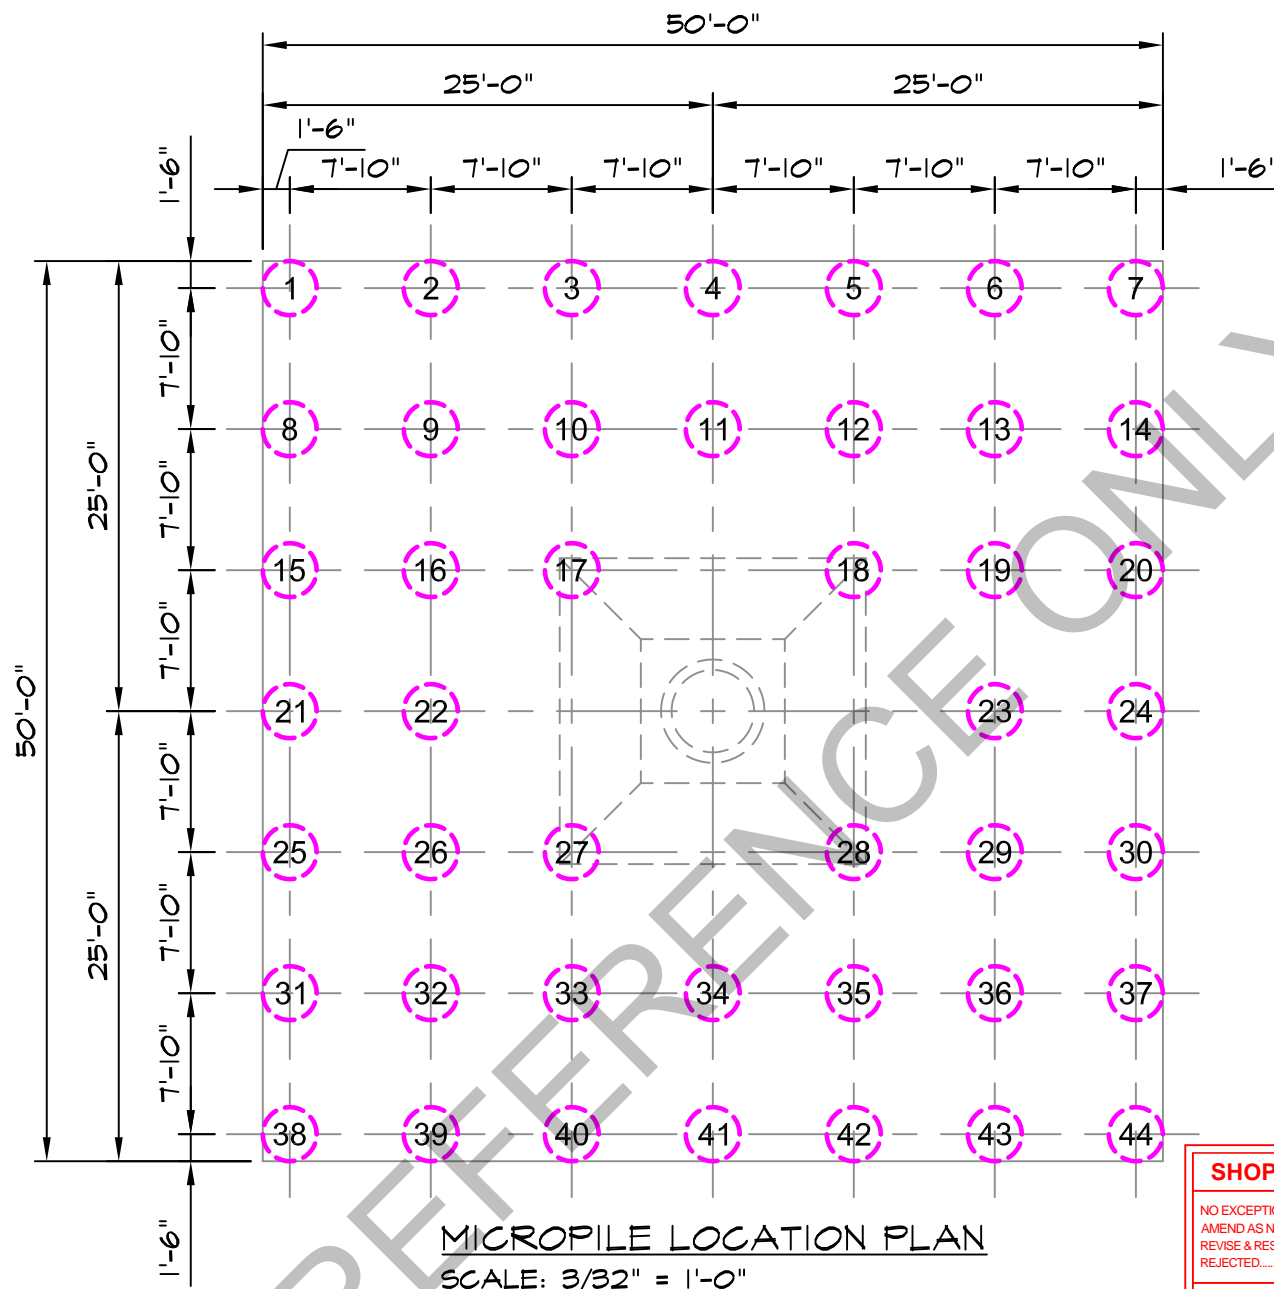 50'-0"
25'-0" 25'-0"
1'-6"
7'-10" 7'-10" 7'-10" 7'-10" 7'-10" 7'-10" 1'-6"
1'-6"
1 2 3 4 5 6 7
7'-10"
8 9 10 11 12 13 14
25'-0"
7'-10"
15 16 17 18 19 20
7'-10"
50'-0"
21 22 23 24
7'-10"
25 26 27 28 29 30
25'-0"
7'-10"
31 32 33 34 35 36 37
7'-10"
38 39 40 41 42 43 44
1'-6"
REFERENCE ONLY
MICROPILE LOCATION PLAN
SCALE: 3/32" = 1'-0"
SHOP
NO EXCEPTIO
AMEND AS N
REVISE & RES
REJECTED.....